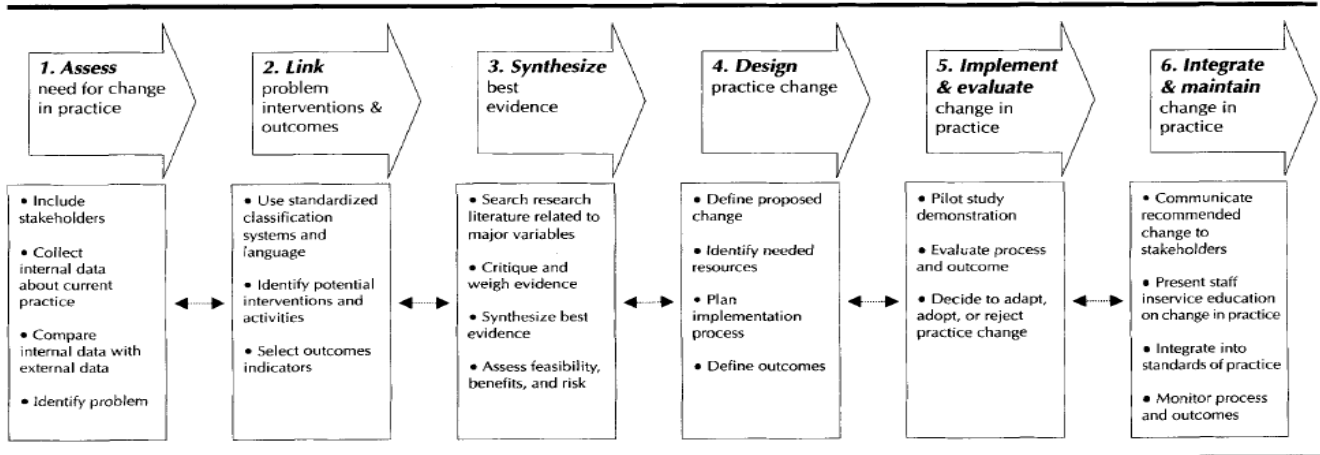 1. Assess
need for change
in practice
2. Link
problem
interventions &
outcomes
3. Synthesize
best
evidence
4. Design
practice change
5. Implement
& evaluate
change in
practice
6. Integrate
& maintain
change in
practice
• Include
stakeholders
• Collect
internal data
about current
practice
• Compare
internal data with
external data
• Identify problem
• Use standardized
classification
systems and
language
• Identify potential
interventions and
activities
• Select outcomes
indicators
• Search research
literature related to
major variables
• Critique and
weigh evidence
• Synthesize best
evidence
• Assess feasibility,
benefits, and risk
• Define proposed
change
• Identify needed
resources
• Plan
implementation
process
• Define outcomes
• Pilot study
demonstration
• Evaluate process
and outcome
• Decide to adapt,
adopt, or reject
practice change
• Communicate
recommended
change to
stakeholders
• Present staff
inservice education
on change in practice
• Integrate into
standards of practice
• Monitor process
and outcomes